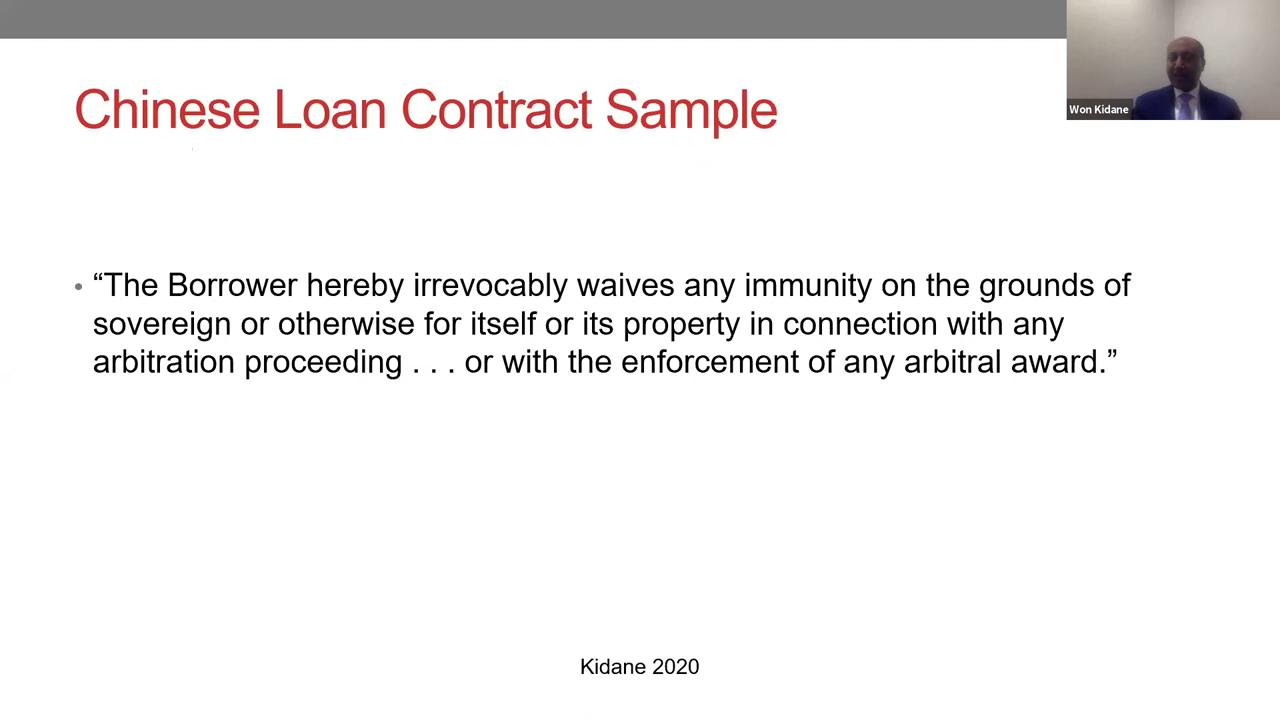 Chinese Loan Contract Sample
Won Kidane
• “The Borrower hereby irrevocably waives any immunity on the grounds of
sovereign or otherwise for itself or its property in connection with any
arbitration proceeding . . . or with the enforcement of any arbitral award.”
Kidane 2020